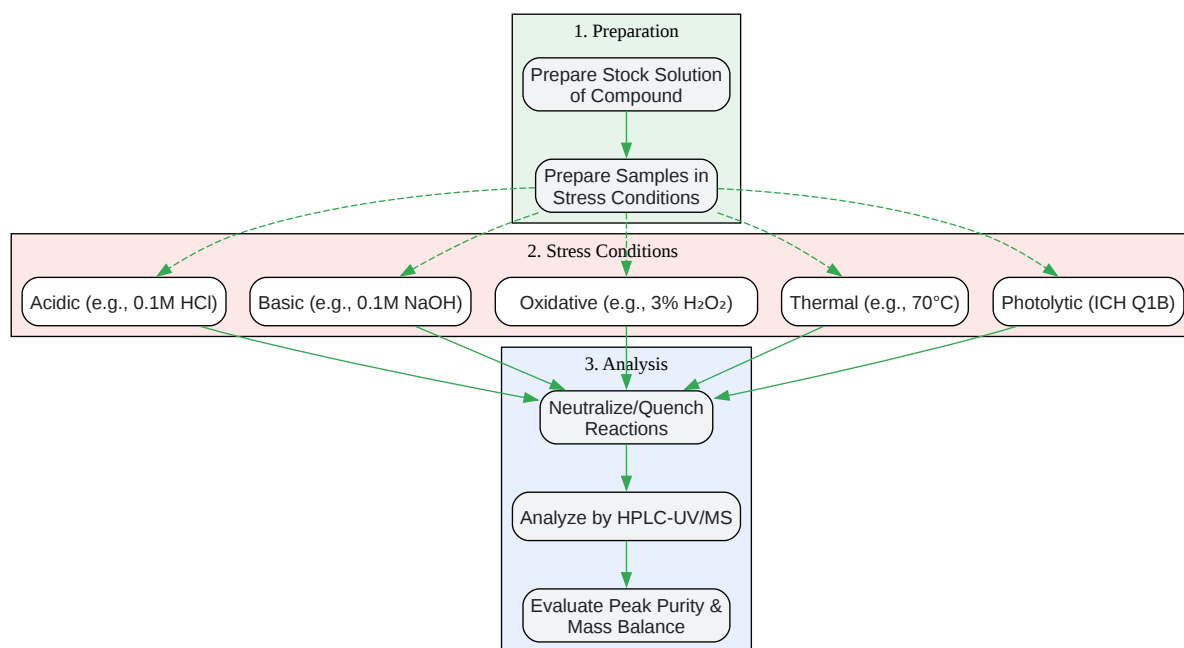 1. Preparation
Prepare Stock Solution
of Compound
Prepare Samples in
Stress Conditions
2. Stress Conditions
Acidic (e.g., 0.1M HCl)
Basic (e.g., 0.1M NaOH)
Oxidative (e.g., 3% H₂O₂)
Thermal (e.g., 70°C)
Photolytic (ICH Q1B)
3. Analysis
Neutralize/Quench
Reactions
Analyze by HPLC-UV/MS
Evaluate Peak Purity &
Mass Balance